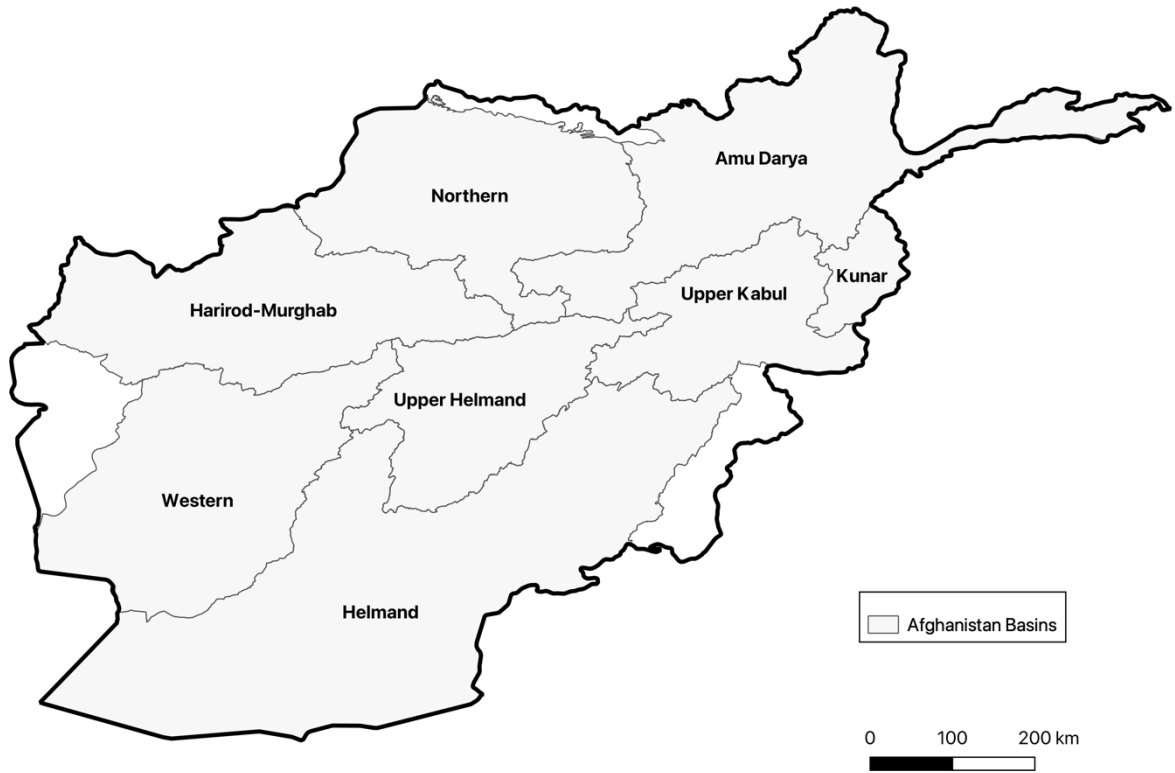 Amu Darya
Northern
Kunar
Upper Kabul
Harirod-Murghab
Upper Helmand
Western
Helmand
Afghanistan Basins
0 100 200 km